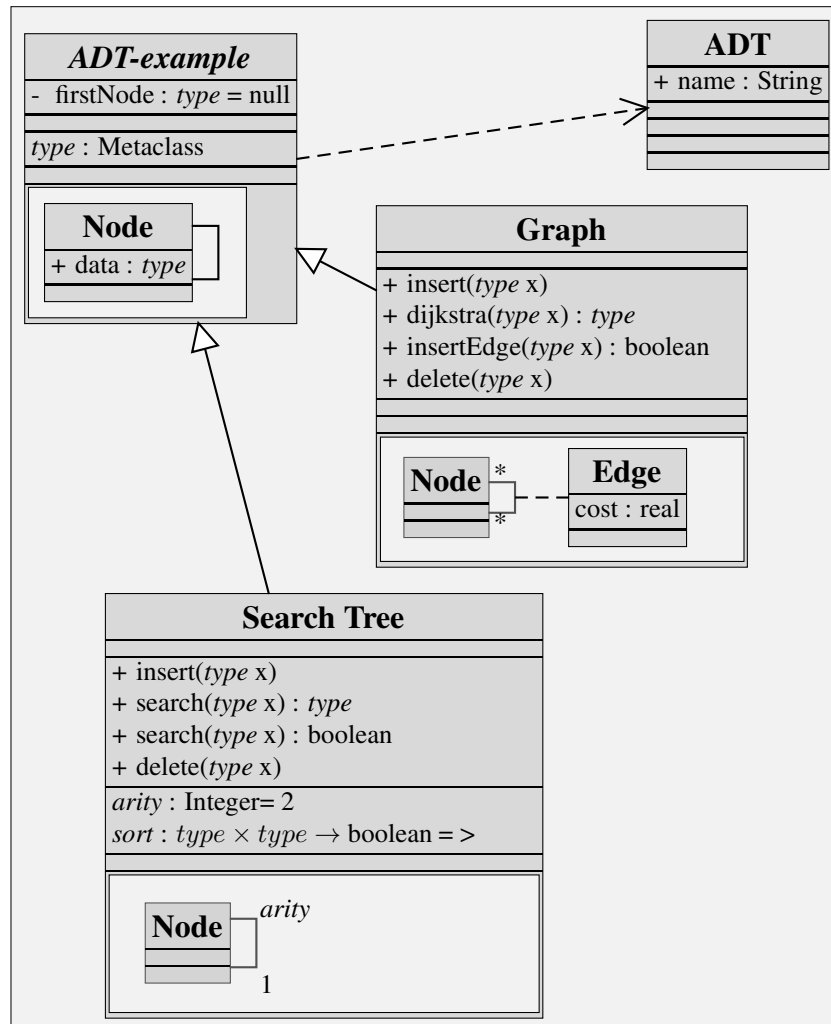 ADT-example
- firstNode : type = null
type : Metaclass
Node
+ data : type
ADT
+ name : String
Graph
+ insert(type x)
+ dijkstra(type x) : type
+ insertEdge(type x) : boolean
+ delete(type x)
Node
*
*
Edge
cost : real
Search Tree
+ insert(type x)
+ search(type x) : type
+ search(type x) : boolean
+ delete(type x)
arity : Integer= 2
sort : type × type → boolean = >
Node
arity
1